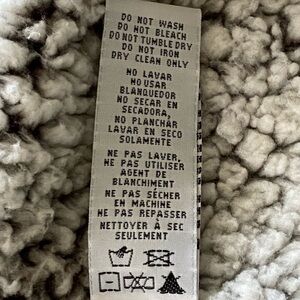 DO NOT WASH
DO NOT BLEACH
DO NOT TUMBLE DRY
DO NOT IRON
DRY CLEAN ONLY
NO LAVAR
NO USAR
BLANQUEDOR
NO SECAR EN
SECADORA,
NO PLANCHAR
LAVAR EN SECO
SOLAMENTE
NE PAS LAVER,
NE PAS UTILISER
AGENT DE
BLANCHIMENT
NE PAS SÉCHER
EN MACHINE
NE PAS REPASSER
NETTOYER À SEC
SEULEMENT